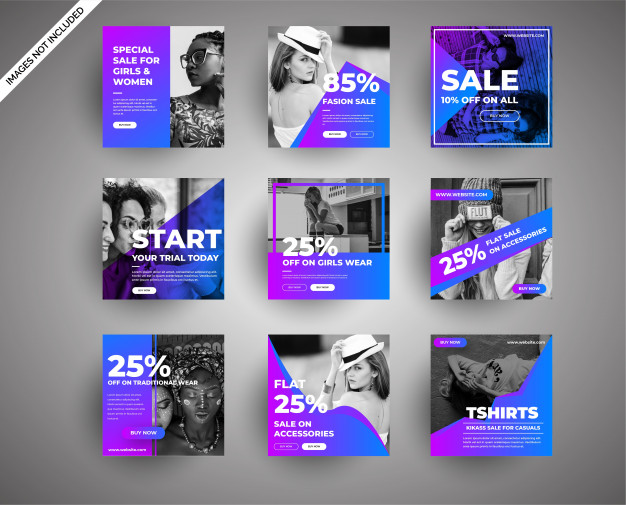 IMAGES NOT INCLUDED
SPECIAL
SALE FOR
GIRLS &
WOMEN
BUY NOW
85%
FASION SALE
BUY NOW
BUY NOW
WWW.WEBSITE.COM
SALE
10% OFF ON ALL
BUY NOW
START
YOUR TRIAL TODAY
BUY NOW
25%
OFF ON GIRLS WEAR
BUY NOW
BUY NOW
WWW.WEBSITE.COM
FLUT
25% FLAT SALE
ON ACCESSORIES
BUY NOW
25%
OFF ON TRADITIONAL WEAR
BUY NOW
www.website.com
FLAT
25%
SALE ON
ACCESSORIES
BUY NOW
BUY NOW
BUY NOW
www.website.com
TSHIRTS
KIKASS SALE FOR CASUALS